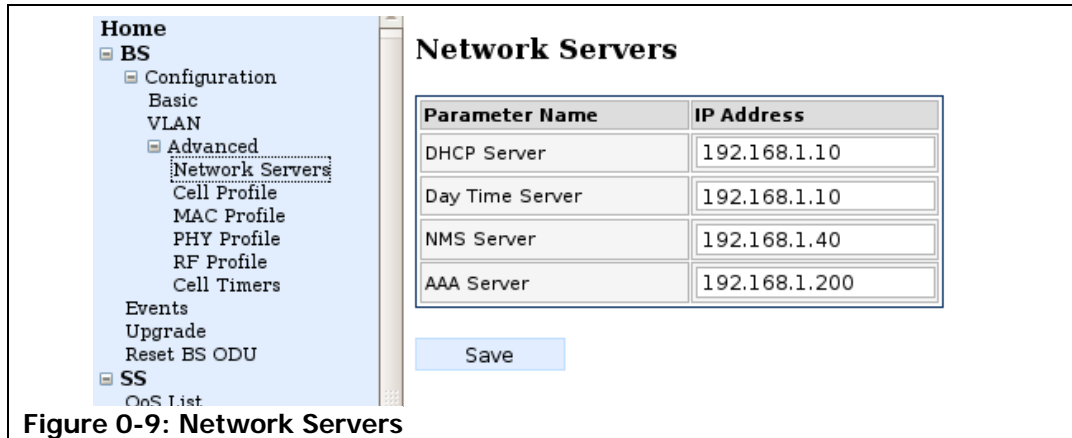 Home
BS
Configuration
Basic
VLAN
Advanced
Network Servers
Cell Profile
MAC Profile
PHY Profile
RF Profile
Cell Timers
Events
Upgrade
Reset BS ODU
SS
QoS List
Network Servers
Parameter Name IP Address
DHCP Server 192.168.1.10
Day Time Server 192.168.1.10
NMS Server 192.168.1.40
AAA Server 192.168.1.200
Save
Figure 0-9: Network Servers